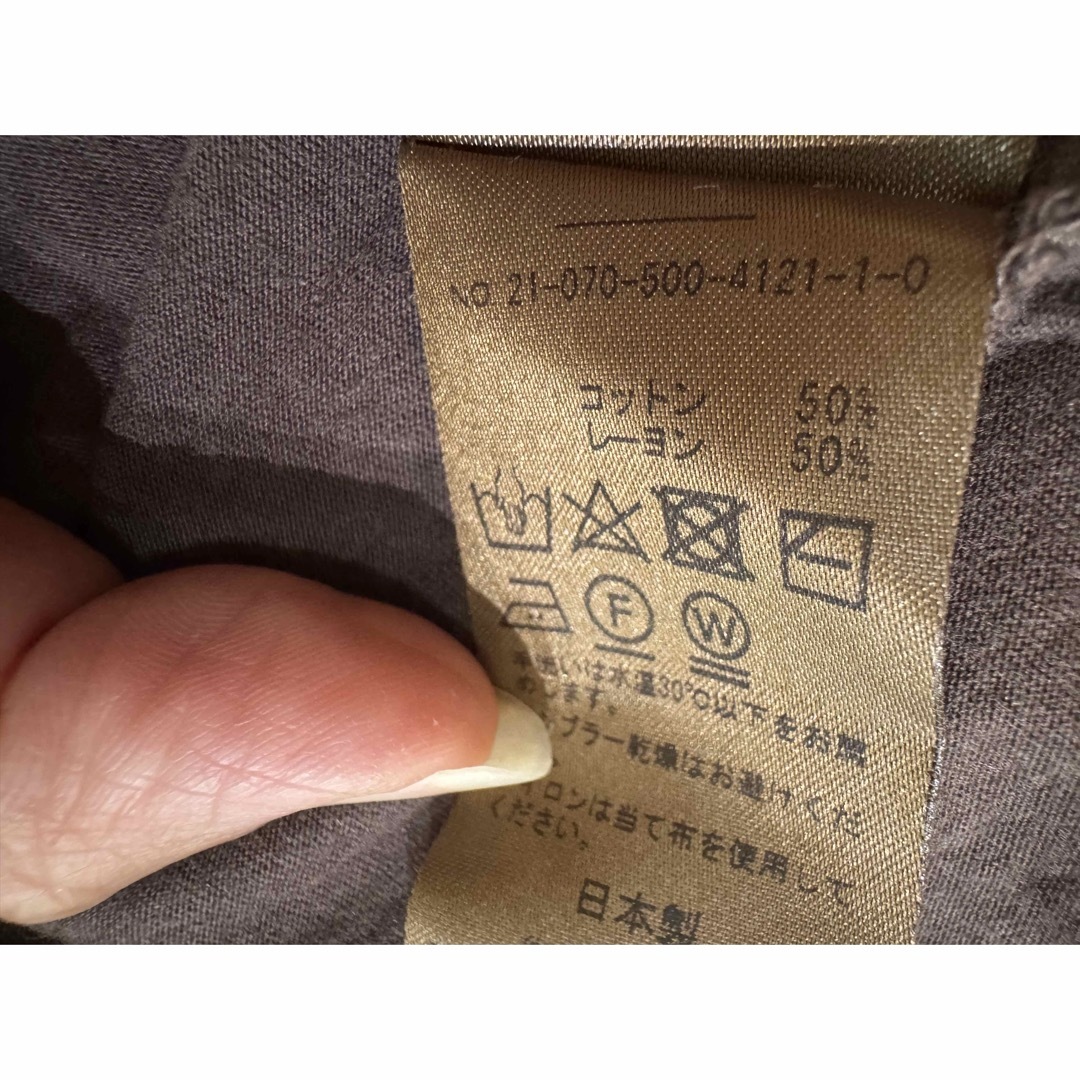 No 21-070-500-4121-1-0
コットン 50%
レーヨン 50%
F W
手洗いは水温30℃以下をお薦
めします。
ブラー乾燥はお避けくだ
イロンは当て布を使用して
ください。
日本製